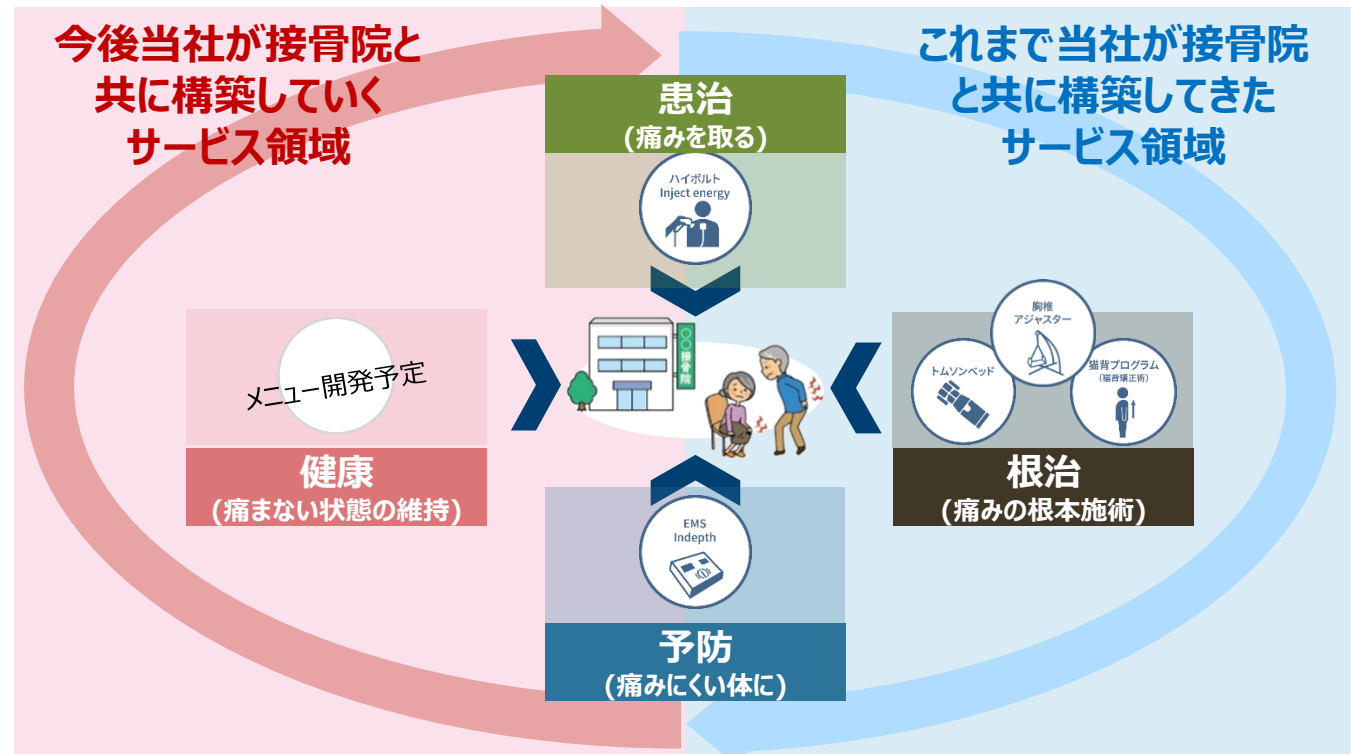 今後当社が接骨院と
共に構築していく
サービス領域
これまで当社が接骨院
と共に構築してきた
サービス領域
患治
(痛みを取る)
ハイボルト
Inject energy
メニュー開発予定
健康
(痛まない状態の維持)
〇〇接骨院
胸椎
アジャスター
トムソンベッド
猫背プログラム
(猫背矯正術)
根治
(痛みの根本施術)
EMS
Indepth
予防
(痛みにくい体に)